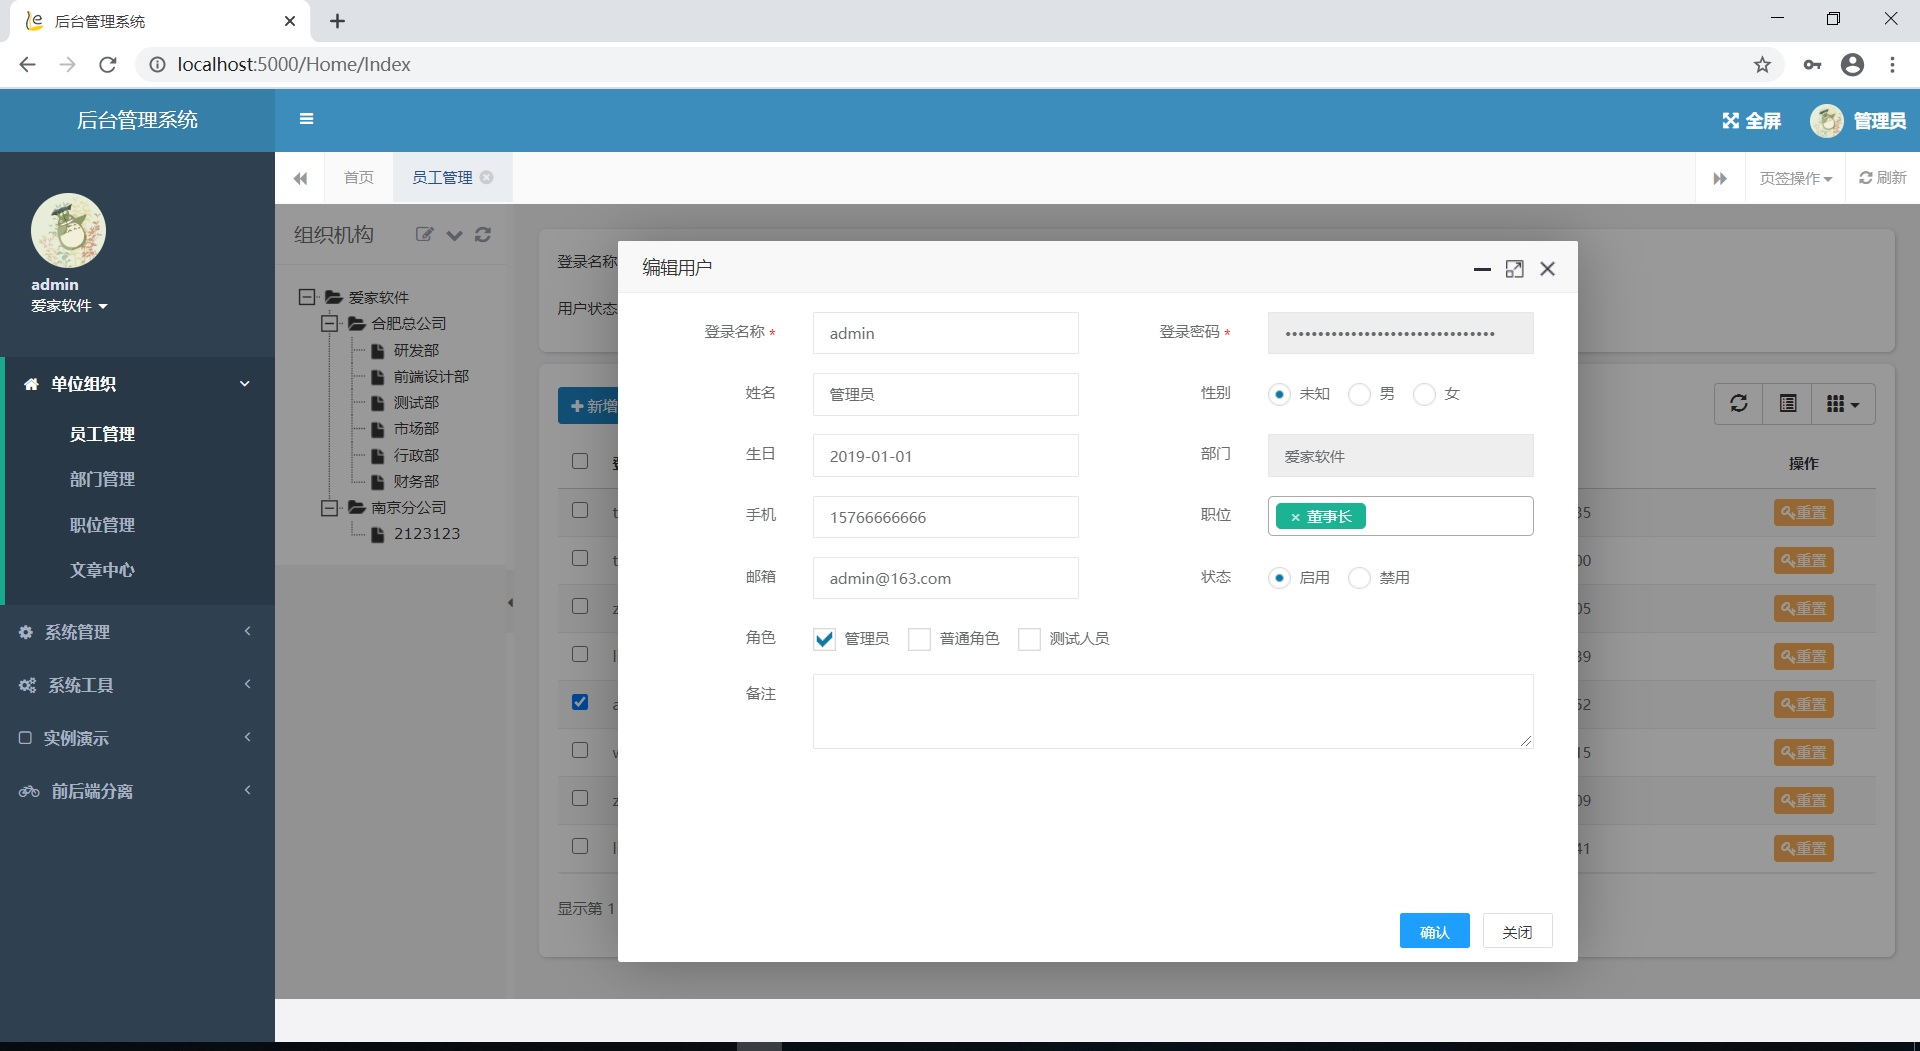 后台管理系统
localhost:5000/Home/Index
后台管理系统
全屏
管理员
首页
员工管理
页签操作
刷新
admin
爱家软件
单位组织
员工管理
部门管理
职位管理
文章中心
系统管理
系统工具
实例演示
前后端分离
组织机构
爱家软件
合肥总公司
研发部
前端设计部
测试部
市场部
行政部
财务部
南京分公司
2123123
登录名称
用户状态
新增
操作
35 重置
00 重置
05 重置
39 重置
52 重置
15 重置
09 重置
41 重置
显示第 1
编辑用户
登录名称 * admin
登录密码 * ••••••••••••••••••••••••••••••••
姓名 管理员
性别 未知 男 女
生日 2019-01-01
部门 爱家软件
手机 15766666666
职位 × 董事长
邮箱 admin@163.com
状态 启用 禁用
角色 管理员 普通角色 测试人员
备注
确认 关闭